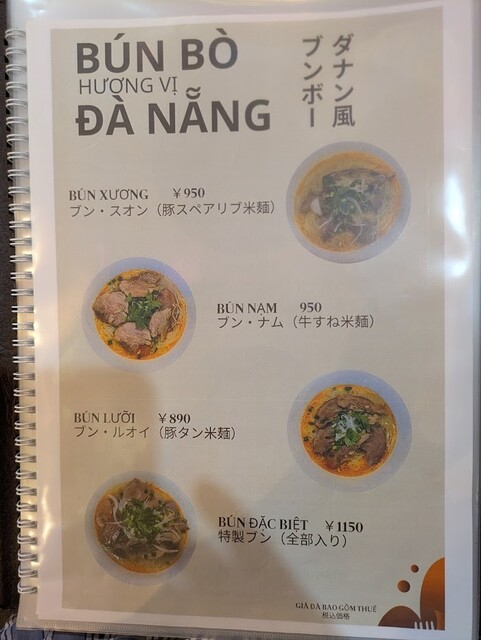 BÚN BÒ
HƯƠNG VỊ
ĐÀ NẴNG
ダナン風
ブンボー
BÚN XƯƠNG ￥950
ブン・スオン（豚スペアリブ米麺）
BÚN NẠM 950
ブン・ナム（牛すね米麺）
BÚN LƯỠI ￥890
ブン・ルオイ（豚タン米麺）
BÚN ĐẶC BIỆT ￥1150
特製ブン（全部入り）
GIÁ ĐÃ BAO GỒM THUẾ
税込価格